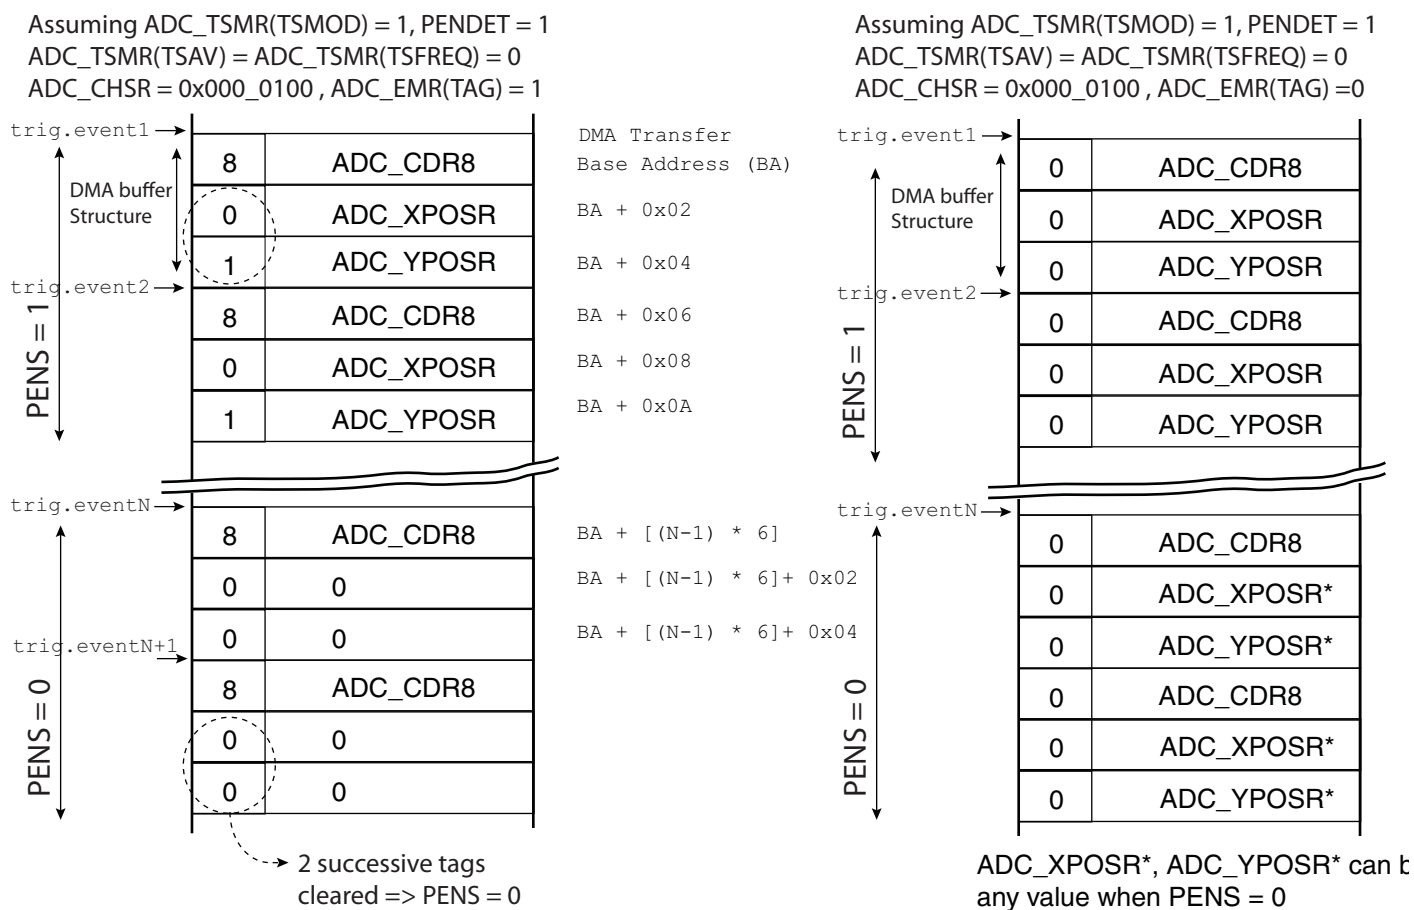 Assuming ADC_TSMR(TSMOD) = 1, PENDET = 1
ADC_TSMR(TSAV) = ADC_TSMR(TSFREQ) = 0
ADC_CHSR = 0x000_0100 , ADC_EMR(TAG) = 1
trig.event1
DMA buffer
Structure
trig.event2
PENS = 1
8 ADC_CDR8
0 ADC_XPOSR
1 ADC_YPOSR
8 ADC_CDR8
0 ADC_XPOSR
1 ADC_YPOSR
DMA Transfer
Base Address (BA)
BA + 0x02
BA + 0x04
BA + 0x06
BA + 0x08
BA + 0x0A
trig.eventN
trig.eventN+1
PENS = 0
8 ADC_CDR8
0 0
0 0
8 ADC_CDR8
0 0
0 0
BA + [(N-1) * 6]
BA + [(N-1) * 6]+ 0x02
BA + [(N-1) * 6]+ 0x04
2 successive tags
cleared => PENS = 0
Assuming ADC_TSMR(TSMOD) = 1, PENDET = 1
ADC_TSMR(TSAV) = ADC_TSMR(TSFREQ) = 0
ADC_CHSR = 0x000_0100 , ADC_EMR(TAG) =0
trig.event1
DMA buffer
Structure
trig.event2
PENS = 1
0 ADC_CDR8
0 ADC_XPOSR
0 ADC_YPOSR
0 ADC_CDR8
0 ADC_XPOSR
0 ADC_YPOSR
trig.eventN
PENS = 0
0 ADC_CDR8
0 ADC_XPOSR*
0 ADC_YPOSR*
0 ADC_CDR8
0 ADC_XPOSR*
0 ADC_YPOSR*
ADC_XPOSR*, ADC_YPOSR* can
any value when PENS = 0